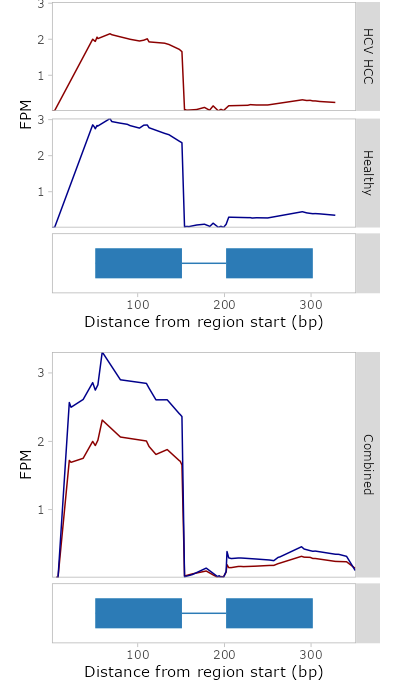 3
2
1
HCV HCC
FPM
3
2
1
Healthy
100
200
300
Distance from region start (bp)
3
2
1
FPM
Combined
100
200
300
Distance from region start (bp)